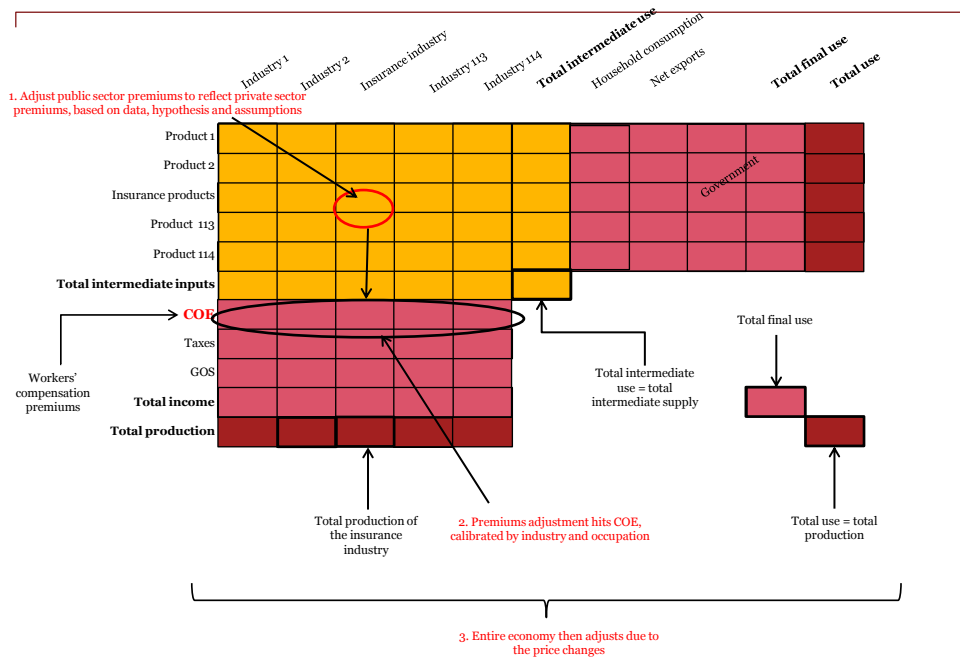 Industry 1
Industry 2
Insurance industry
Industry 113
Industry 114
Total intermediate use
Household consumption
Net exports
Total final use
Total use
1. Adjust public sector premiums to reflect private sector
premiums, based on data, hypothesis and assumptions
Product 1
Product 2
Government
Insurance products
Product 113
Product 114
Total intermediate inputs
COE
Total final use
Taxes
GOS
Workers'
compensation
premiums
Total intermediate
use = total
intermediate supply
Total income
Total production
Total production of
the insurance
industry
2. Premiums adjustment hits COE,
calibrated by industry and occupation
Total use = total
production
3. Entire economy then adjusts due to
the price changes